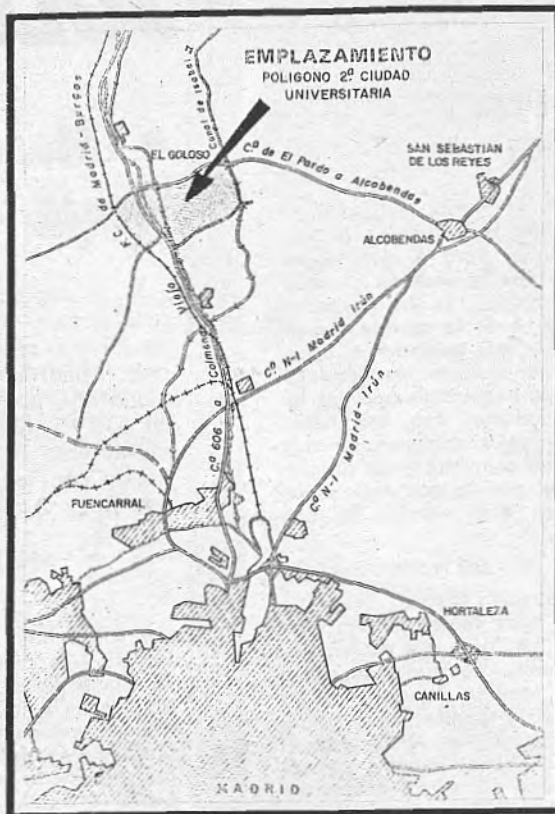 EMPLAZAMIENTO
POLIGONO 2º CIUDAD
UNIVERSITARIA
F.C. de Madrid-Burgos
Canal de Isabel II
EL GOLOSO
Cª de El Pardo a Alcobendas
SAN SEBASTIAN
DE LOS REYES
ALCOBENDAS
Cª 606 a Colmenar Viejo
Cª N-I Madrid Irún
Cª N-I Madrid-Irún
FUENCARRAL
HORTALEZA
CANILLAS
MADRID